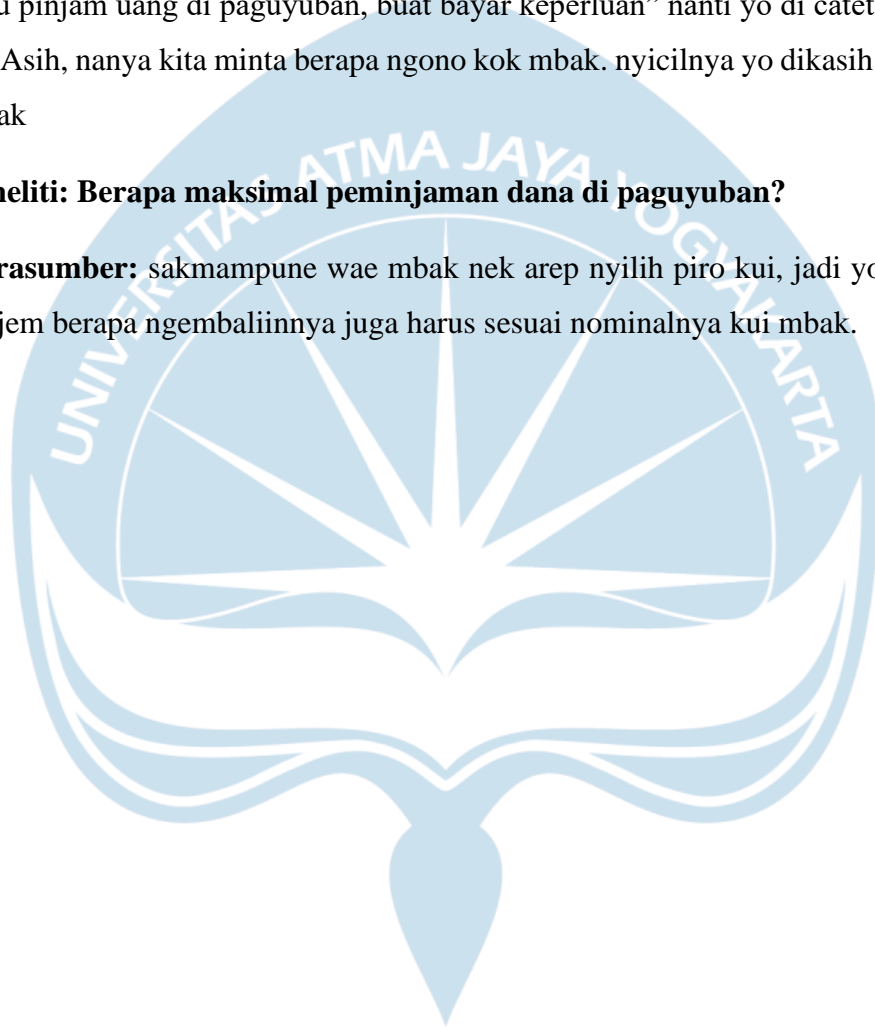 u pinjam uang di paguyuban, buat bayar keperluan" nanti yo di catet
Asih, nanya kita minta berapa ngono kok mbak. nyicilnya yo dikasih
ak
neliti: Berapa maksimal peminjaman dana di paguyuban?
rasumber: sakmampune wae mbak nek arep nyilih piro kui, jadi yo
jem berapa ngembaliinnya juga harus sesuai nominalnya kui mbak.
UNIVERSITAS ATMA JAYA YOGYAKARTA